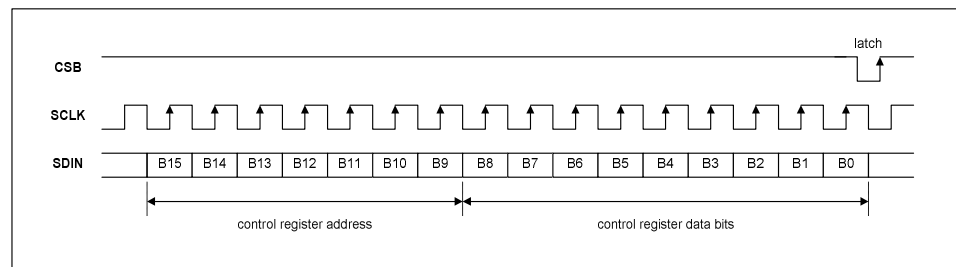 latch
CSB
SCLK
SDIN B15 B14 B13 B12 B11 B10 B9 B8 B7 B6 B5 B4 B3 B2 B1 B0
control register address control register data bits